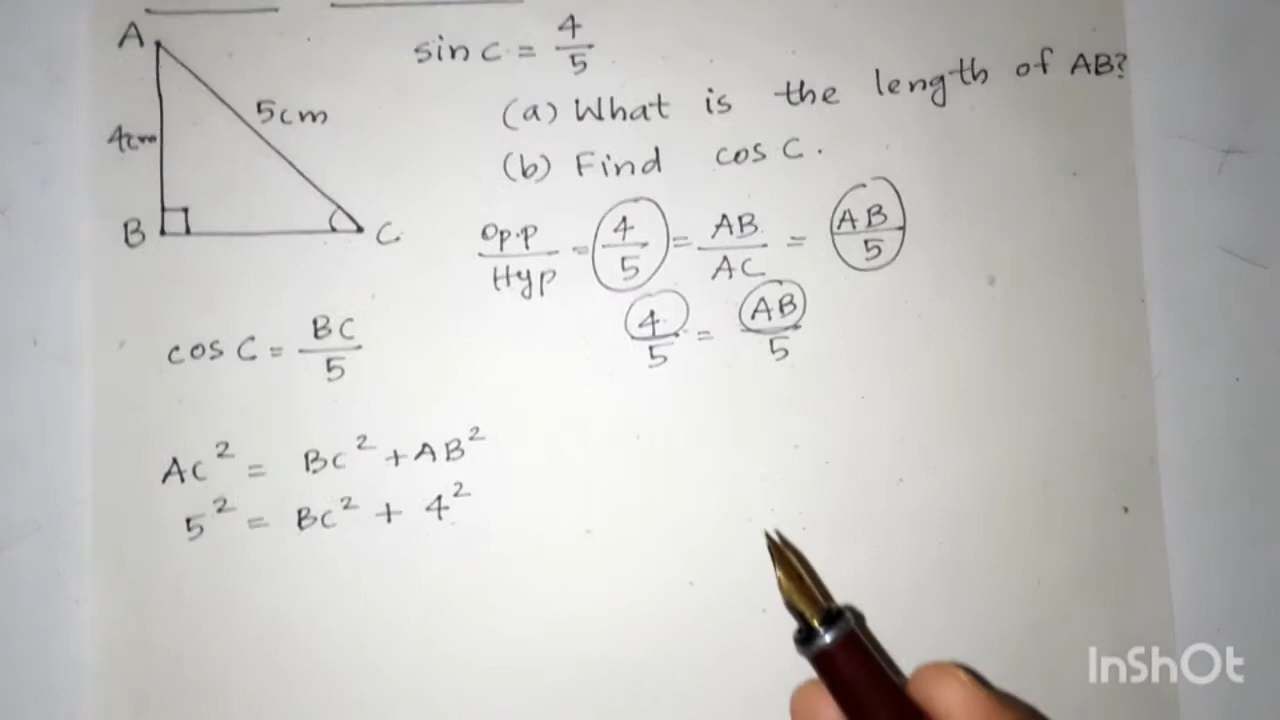 A
sin C = 4/5
5cm
(a) What is the length of AB?
4cm
(b) Find cos C.
B
C
Opp/Hyp = 4/5 = AB/AC = AB/5
4/5 = AB/5
cos C = BC/5
AC² = BC² + AB²
5² = BC² + 4²
InShOt